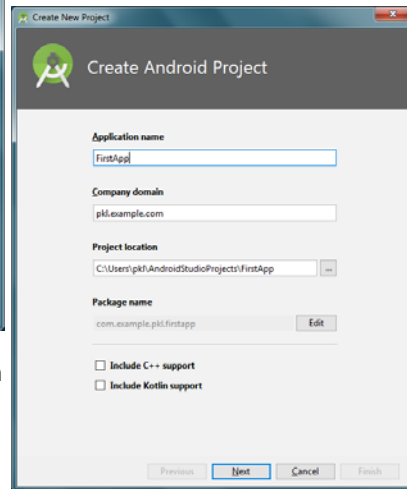 Create New Project
Create Android Project
Application name
FirstApp
Company domain
pkl.example.com
Project location
C:\Users\pkl\AndroidStudioProjects\FirstApp
...
Package name
com.example.pkl.firstapp
Edit
Include C++ support
Include Kotlin support
Previous
Next
Cancel
Finish